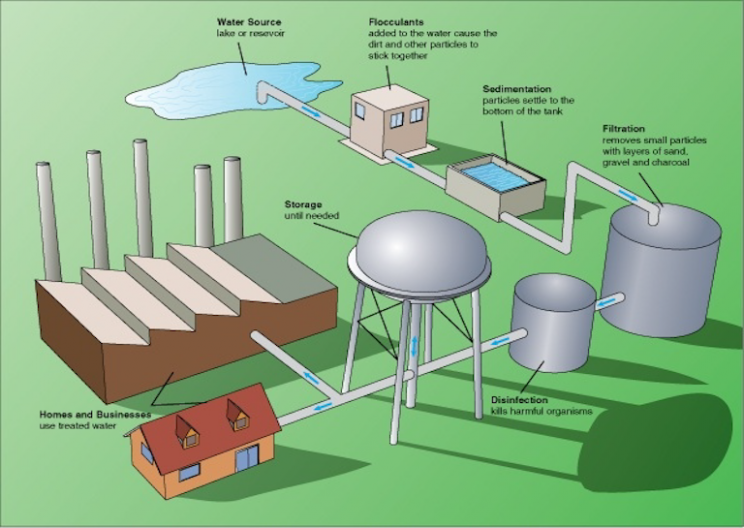 Water Source
lake or resevoir
Flocculants
added to the water cause the
dirt and other particles to
stick together
Sedimentation
particles settle to the
bottom of the tank
Filtration
removes small particles
with layers of sand,
gravel and charcoal
Storage
until needed
Disinfection
kills harmful organisms
Homes and Businesses
use treated water